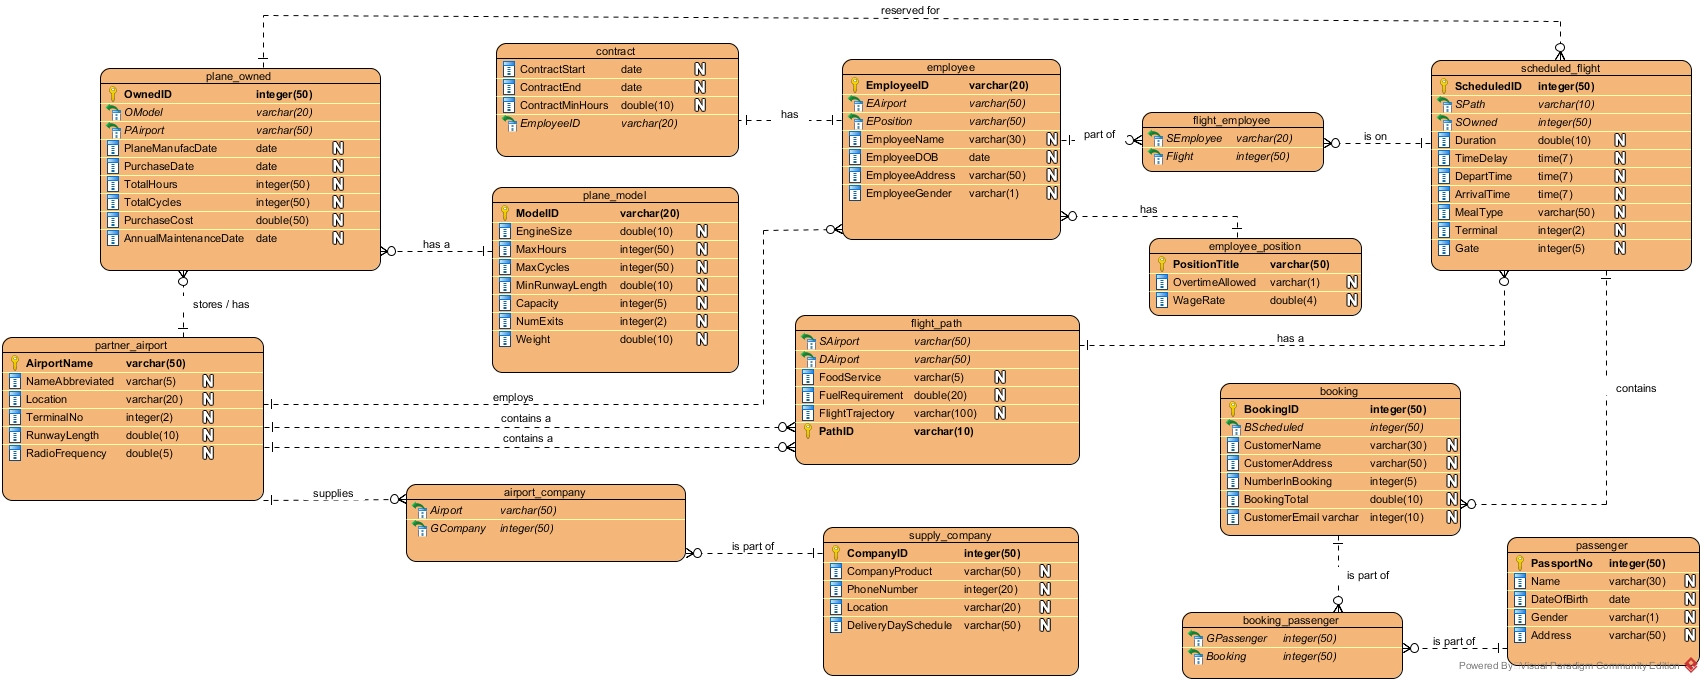 reserved for
plane_owned
OwnedID integer(50)
OModel varchar(20)
PAirport varchar(50)
PlaneManufacDate date N
PurchaseDate date N
TotalHours integer(50) N
TotalCycles integer(50) N
PurchaseCost double(50) N
AnnualMaintenanceDate date N
contract
ContractStart date N
ContractEnd date N
ContractMinHours double(10) N
EmployeeID varchar(20)
has
employee
EmployeeID varchar(20)
EAirport varchar(50)
EPosition varchar(50)
EmployeeName varchar(30) N
EmployeeDOB date N
EmployeeAddress varchar(50) N
EmployeeGender varchar(1) N
part of
flight_employee
SEmployee varchar(20)
Flight integer(50)
is on
scheduled_flight
ScheduledID integer(50)
SPath varchar(10)
SOwned integer(50)
Duration double(10) N
TimeDelay time(7) N
DepartTime time(7) N
ArrivalTime time(7) N
MealType varchar(50) N
Terminal integer(2) N
Gate integer(5) N
has a
plane_model
ModelID varchar(20)
EngineSize double(10) N
MaxHours integer(50) N
MaxCycles integer(50) N
MinRunwayLength double(10) N
Capacity integer(5) N
NumExits integer(2) N
Weight double(10) N
has
employee_position
PositionTitle varchar(50)
OvertimeAllowed varchar(1) N
WageRate double(4) N
stores / has
partner_airport
AirportName varchar(50)
NameAbbreviated varchar(5) N
Location varchar(20) N
TerminalNo integer(2) N
RunwayLength double(10) N
RadioFrequency double(5) N
employs
contains a
contains a
flight_path
SAirport varchar(50)
DAirport varchar(50)
FoodService varchar(5) N
FuelRequirement double(20) N
FlightTrajectory varchar(100) N
PathID varchar(10)
has a
contains
booking
BookingID integer(50)
BScheduled integer(50)
CustomerName varchar(30) N
CustomerAddress varchar(50) N
NumberInBooking integer(5) N
BookingTotal double(10) N
CustomerEmail varchar integer(10) N
supplies
airport_company
Airport varchar(50)
GCompany integer(50)
is part of
supply_company
CompanyID integer(50)
CompanyProduct varchar(50) N
PhoneNumber integer(20) N
Location varchar(20) N
DeliveryDaySchedule varchar(50) N
is part of
booking_passenger
GPassenger integer(50)
Booking integer(50)
is part of
passenger
PassportNo integer(50)
Name varchar(30) N
DateOfBirth date N
Gender varchar(1) N
Address varchar(50) N
Powered By Visual Paradigm Community Edition